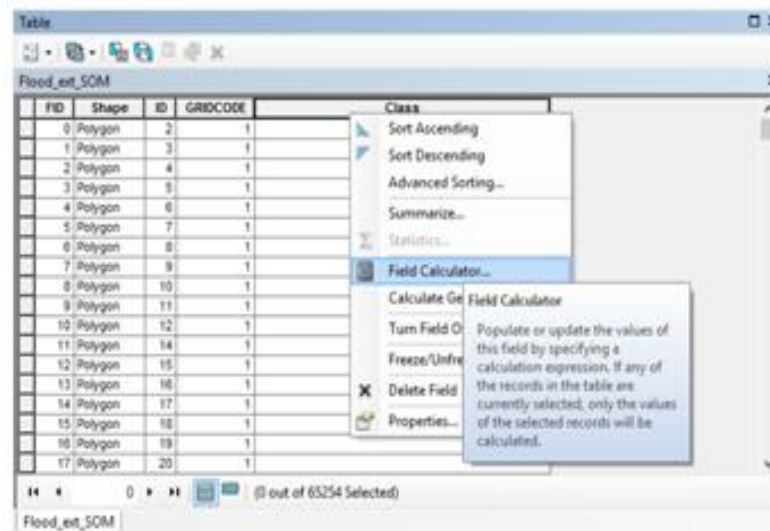 Table
Flood_ext_SOM
FID Shape ID GRIDCODE Class
0 Polygon 2 1
1 Polygon 3 1
2 Polygon 4 1
3 Polygon 5 1
4 Polygon 6 1
5 Polygon 7 1
6 Polygon 8 1
7 Polygon 9 1
8 Polygon 10 1
9 Polygon 11 1
10 Polygon 12 1
11 Polygon 14 1
12 Polygon 15 1
13 Polygon 16 1
14 Polygon 17 1
15 Polygon 18 1
16 Polygon 19 1
17 Polygon 20 1
Sort Ascending
Sort Descending
Advanced Sorting...
Summarize...
Statistics...
Field Calculator...
Calculate Ge
Turn Field O
Freeze/Unfre
Delete Field
Properties...
Field Calculator
Populate or update the values of
this field by specifying a
calculation expression. If any of
the records in the table are
currently selected, only the values
of the selected records will be
calculated.
0 (0 out of 65254 Selected)
Flood_ext_SOM